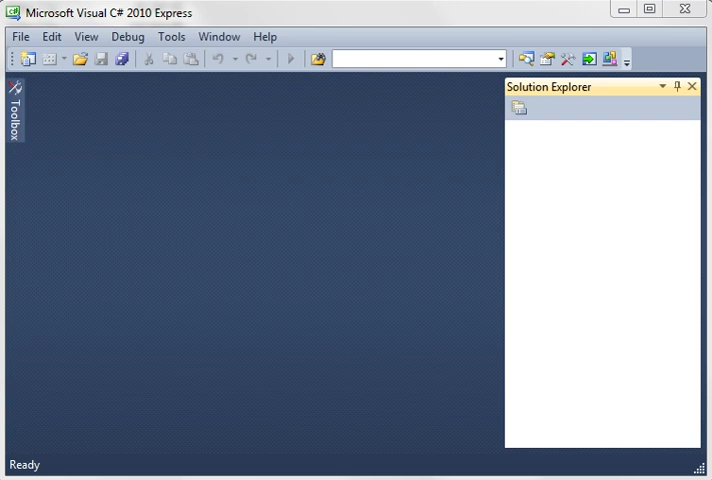 Microsoft Visual C# 2010 Express
File Edit View Debug Tools Window Help
Solution Explorer
Toolbox
Ready